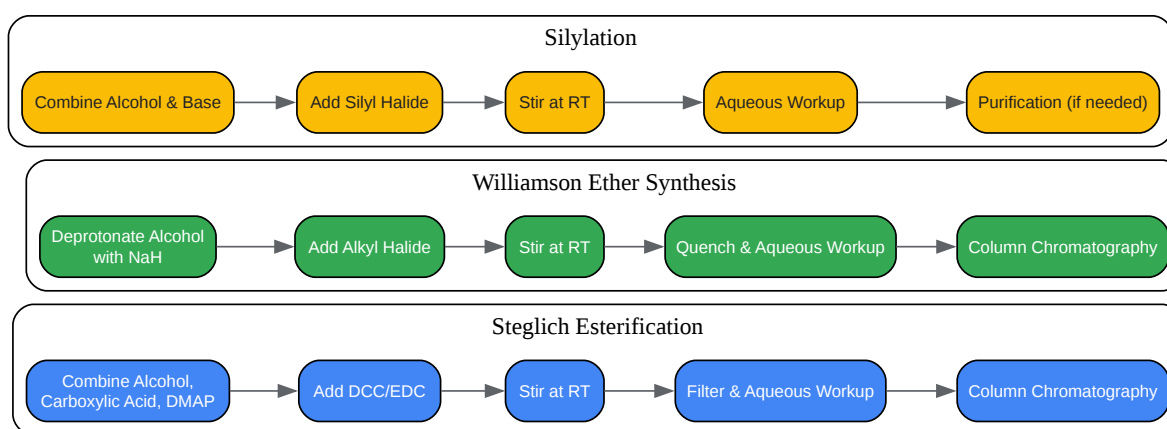 Silylation
Combine Alcohol & Base
Add Silyl Halide
Stir at RT
Aqueous Workup
Purification (if needed)
Williamson Ether Synthesis
Deprotonate Alcohol
with NaH
Add Alkyl Halide
Stir at RT
Quench & Aqueous Workup
Column Chromatography
Steglich Esterification
Combine Alcohol,
Carboxylic Acid, DMAP
Add DCC/EDC
Stir at RT
Filter & Aqueous Workup
Column Chromatography